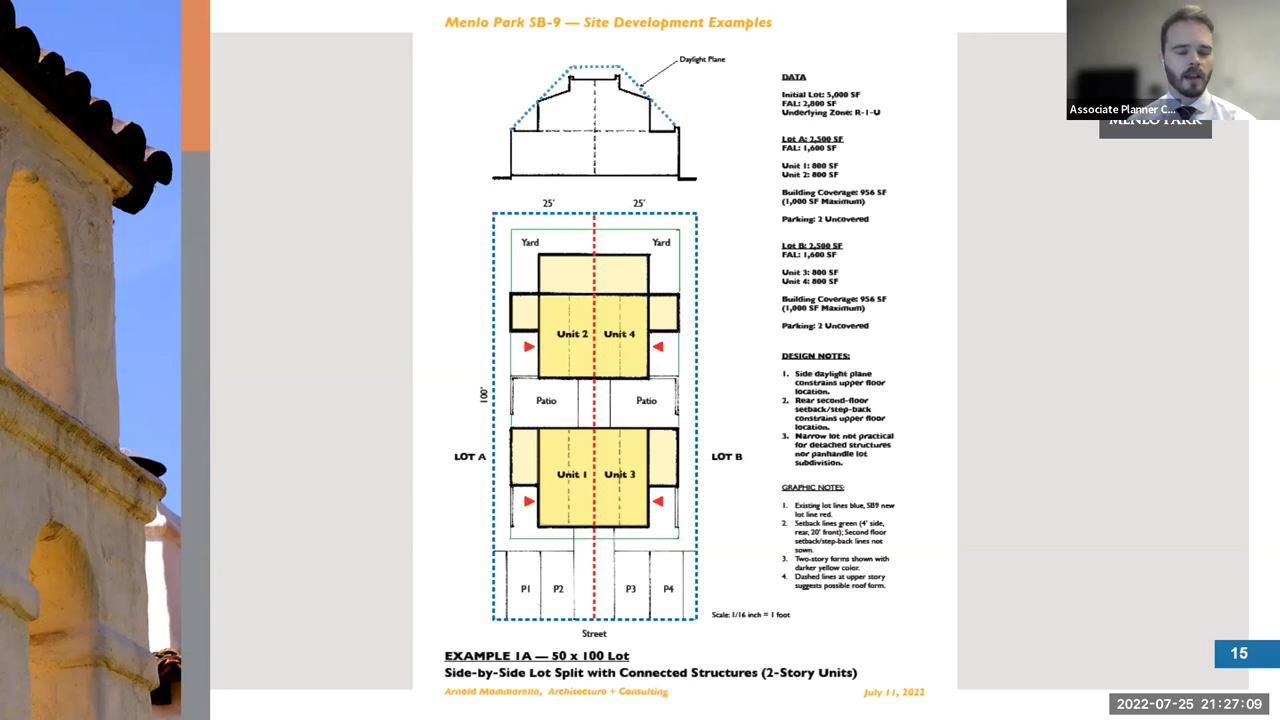 Menlo Park SB-9 — Site Development Examples
Daylight Plane
DATA
Initial Lot: 5,000 SF
FAL: 2,800 SF
Underlying Zone: R-1-U
Lot A: 2,500 SF
FAL: 1,600 SF
Unit 1: 800 SF
Unit 2: 800 SF
Building Coverage: 956 SF
(1,000 SF Maximum)
Parking: 2 Uncovered
Lot B: 2,500 SF
FAL: 1,600 SF
Unit 3: 800 SF
Unit 4: 800 SF
Building Coverage: 956 SF
(1,000 SF Maximum)
Parking: 2 Uncovered
DESIGN NOTES:
1. Side daylight plane
constrains upper floor
location.
2. Rear second-floor
setback/step-back
constrains upper floor
location.
3. Narrow lot not practical
for detached structures
nor panhandle lot
subdivision.
GRAPHIC NOTES:
1. Existing lot lines blue, SB9 new
lot line red.
2. Setback lines green (4' side,
rear, 20' front); Second floor
setback/step-back lines not
sown.
3. Two-story forms shown with
darker yellow color.
4. Dashed lines at upper story
suggests possible roof form.
25' 25'
Yard Yard
Unit 2 Unit 4
100'
Patio Patio
LOT A LOT B
Unit 1 Unit 3
P1 P2 P3 P4
Scale: 1/16 inch = 1 foot
Street
EXAMPLE 1A — 50 x 100 Lot
Side-by-Side Lot Split with Connected Structures (2-Story Units)
Arnold Mammarella, Architecture + Consulting
July 11, 2022
Associate Planner C...
MENLO PARK
15
2022-07-25 21:27:09